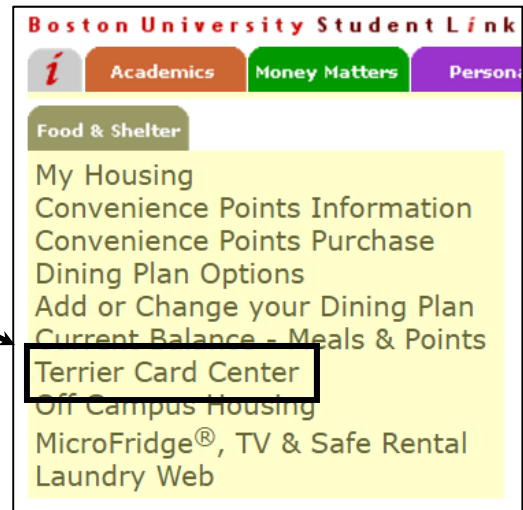 Boston University Student Link
i Academics Money Matters Persona
Food & Shelter
My Housing
Convenience Points Information
Convenience Points Purchase
Dining Plan Options
Add or Change your Dining Plan
Current Balance - Meals & Points
Terrier Card Center
Off Campus Housing
MicroFridge®, TV & Safe Rental
Laundry Web